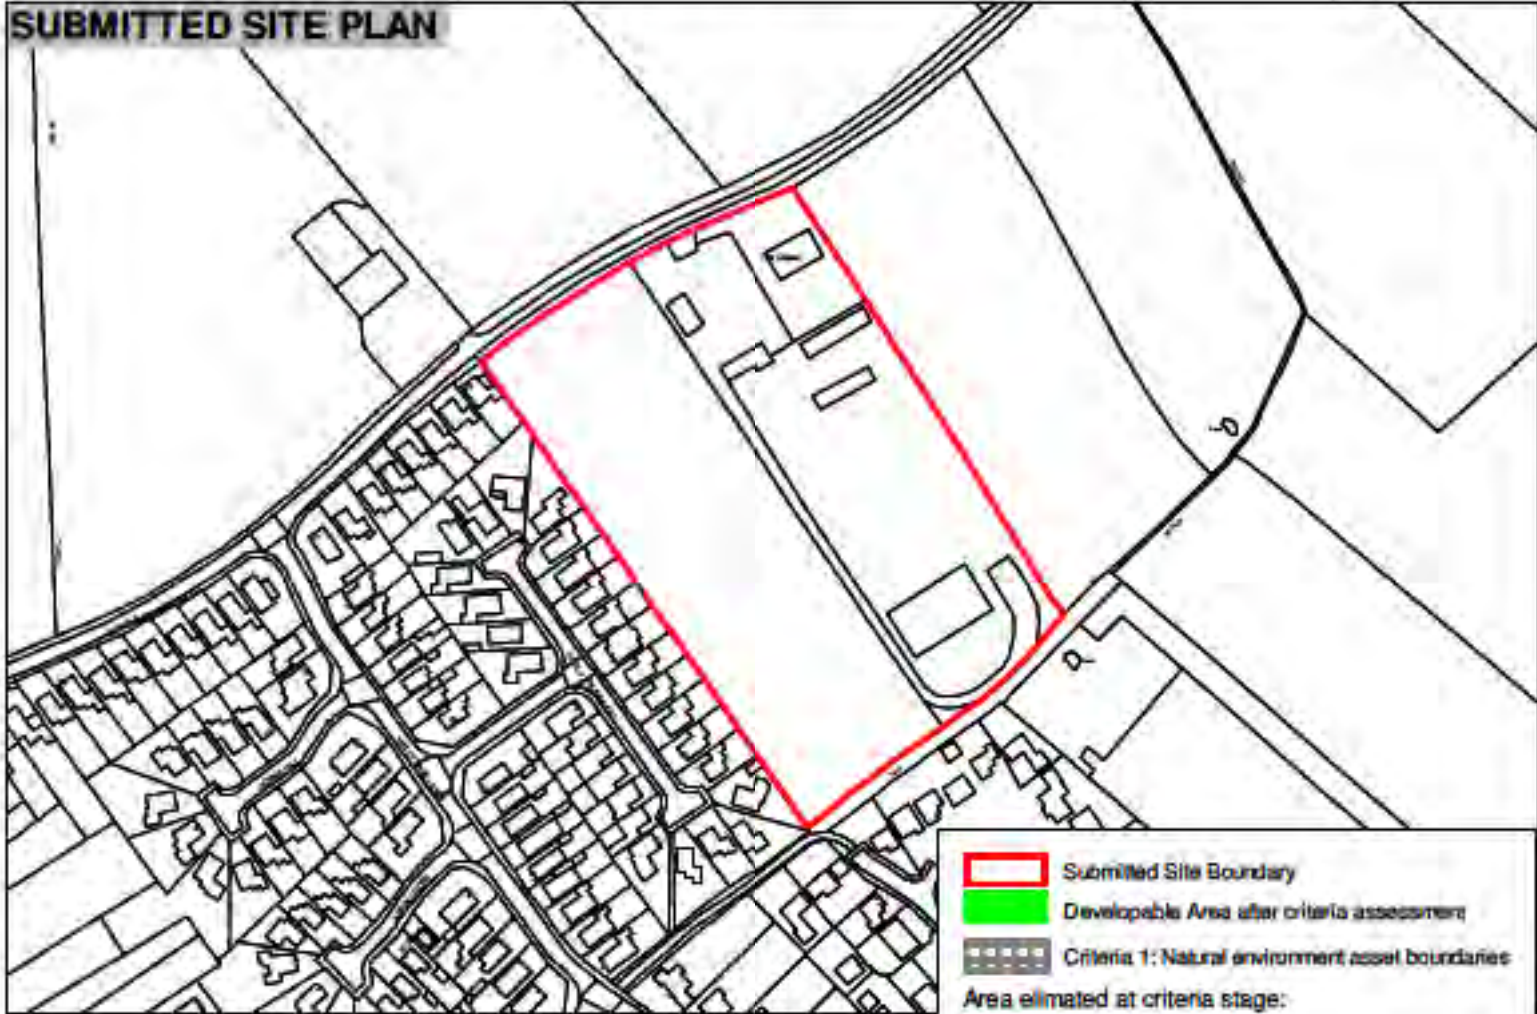 SUBMITTED SITE PLAN
Submitted Site Boundary
Developable Area after criteria assessment
Criteria 1: Natural environment asset boundaries
Area elimated at criteria stage: